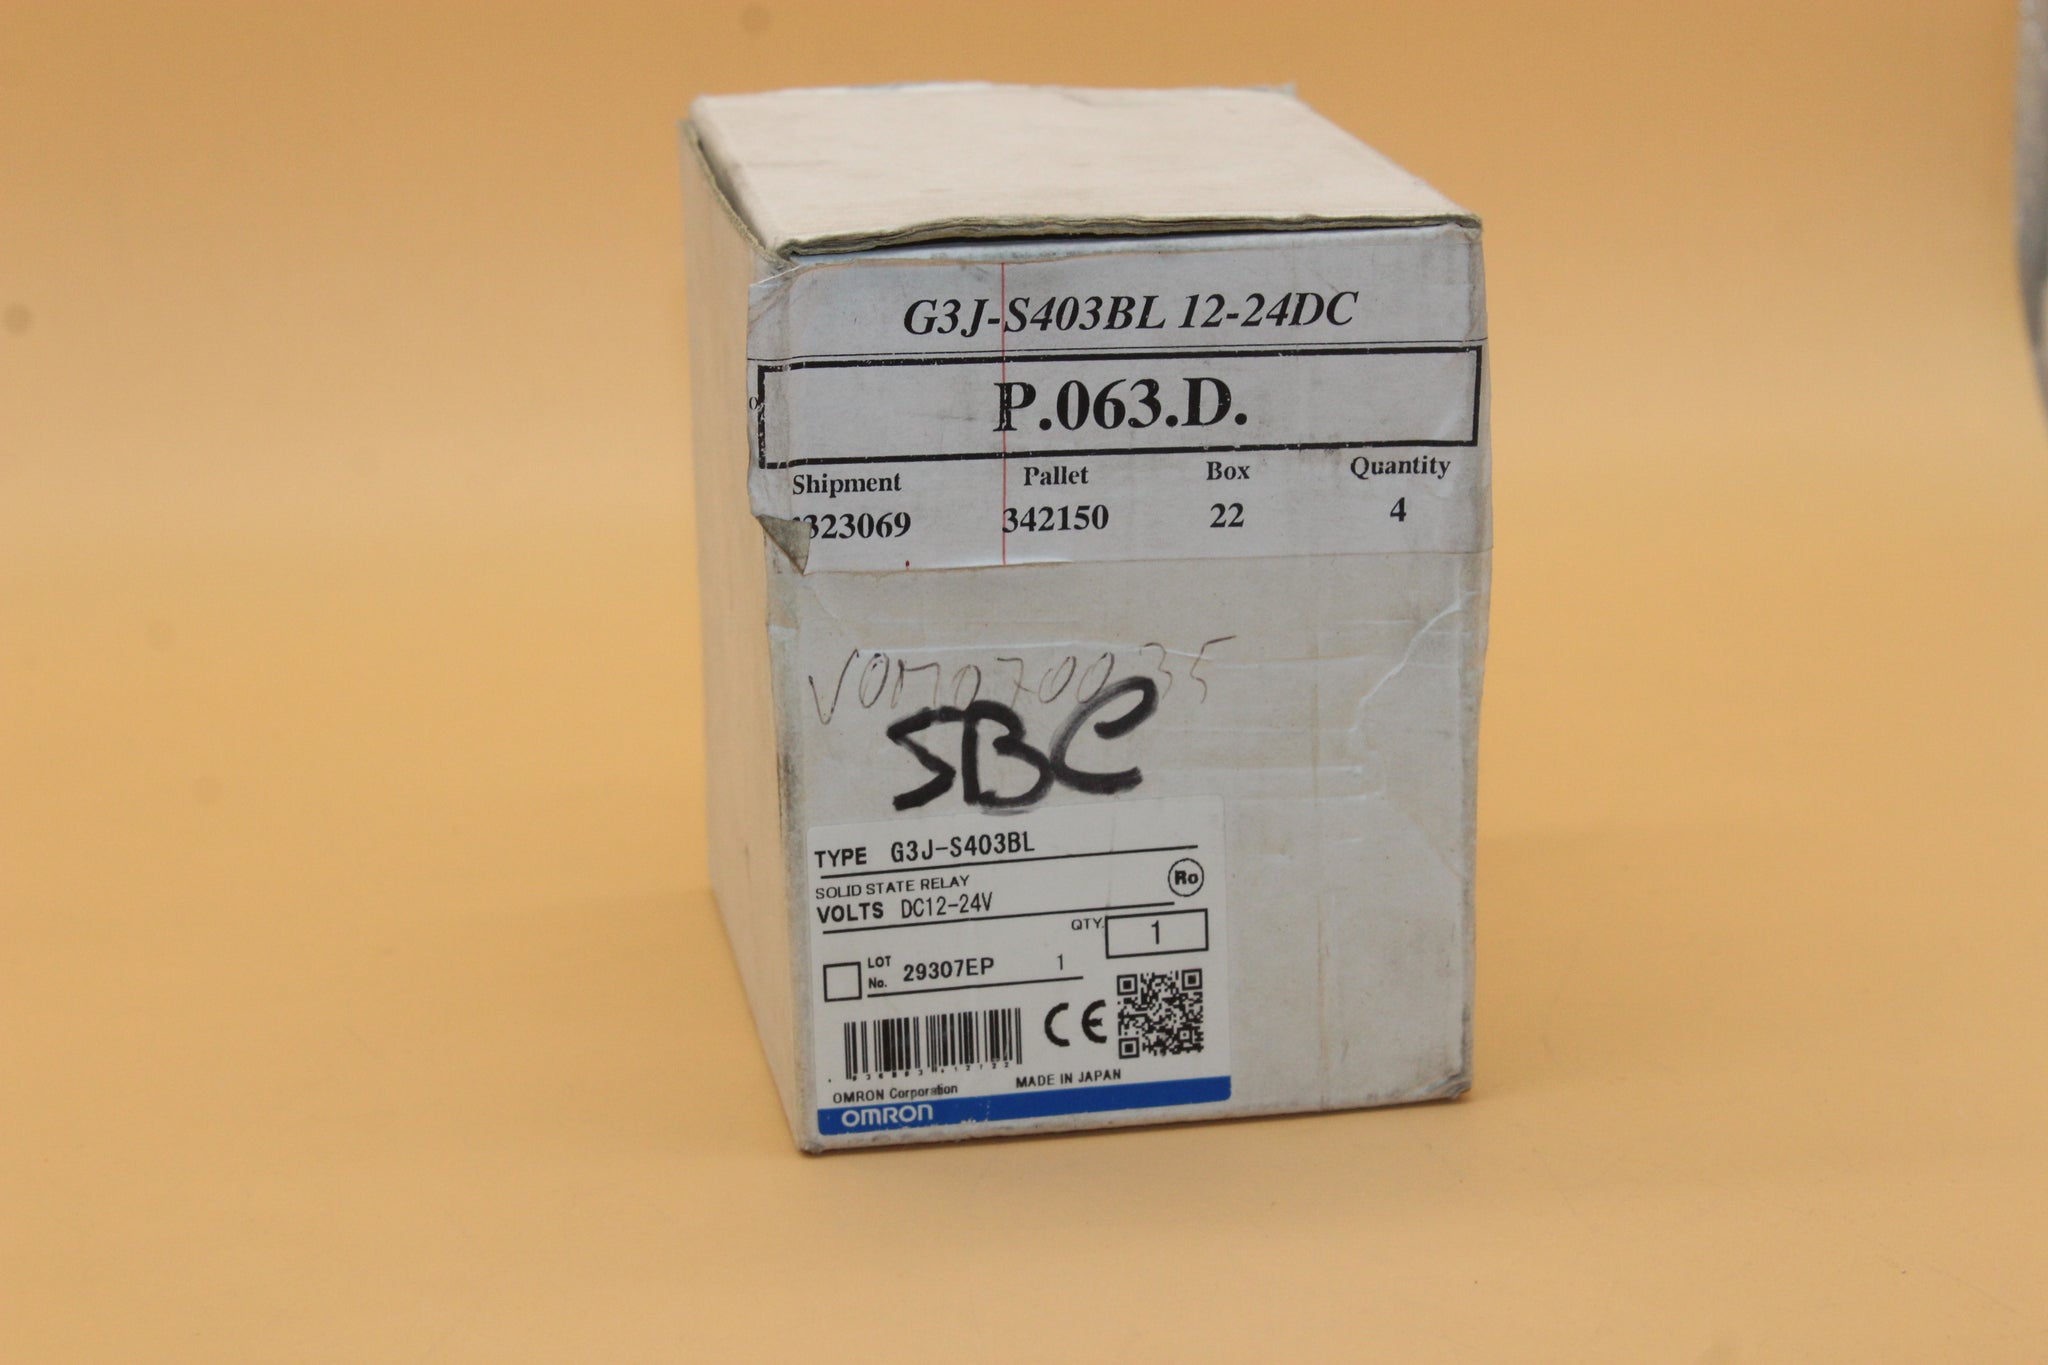 G3J-S403BL 12-24DC
P.063.D.
Shipment Pallet Box Quantity
323069 342150 22 4
SBC
TYPE G3J-S403BL
SOLID STATE RELAY
Ro
VOLTS DC12-24V
QTY. 1
LOT No. 29307EP 1
CE
OMRON Corporation MADE IN JAPAN
OMRON